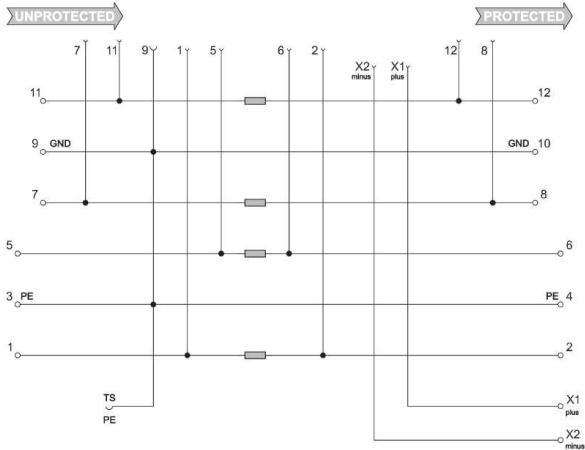 UNPROTECTED PROTECTED
7 11 9 1 5 6 2 X2 minus X1 plus 12 8
11 12
9 GND GND 10
7 8
5 6
3 PE PE 4
1 2
TS
PE
X1
plus
X2
minus